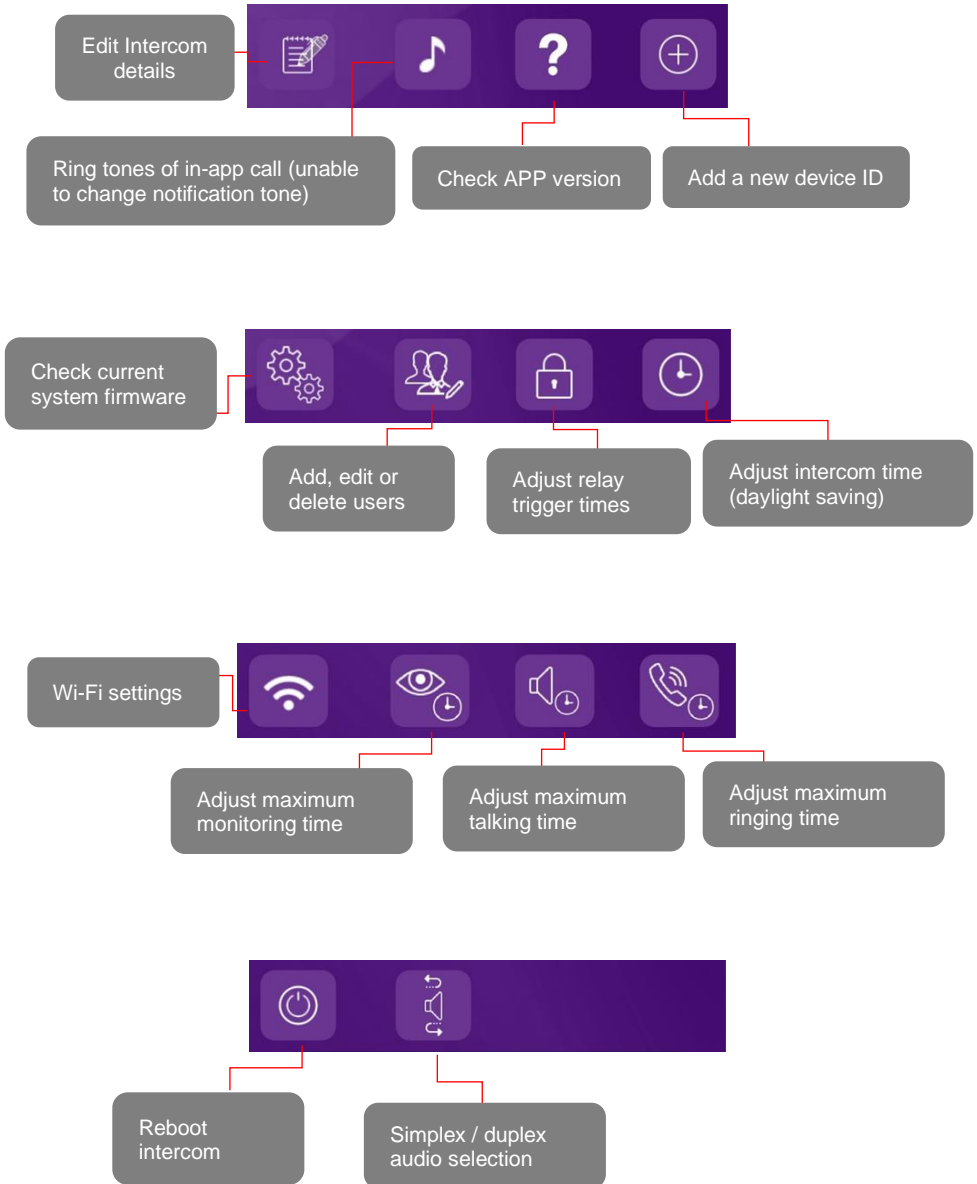 Edit Intercom
details
Ring tones of in-app call (unable
to change notification tone)
Check APP version
Add a new device ID
Check current
system firmware
Add, edit or
delete users
Adjust relay
trigger times
Adjust intercom time
(daylight saving)
Wi-Fi settings
Adjust maximum
monitoring time
Adjust maximum
talking time
Adjust maximum
ringing time
Reboot
intercom
Simplex / duplex
audio selection